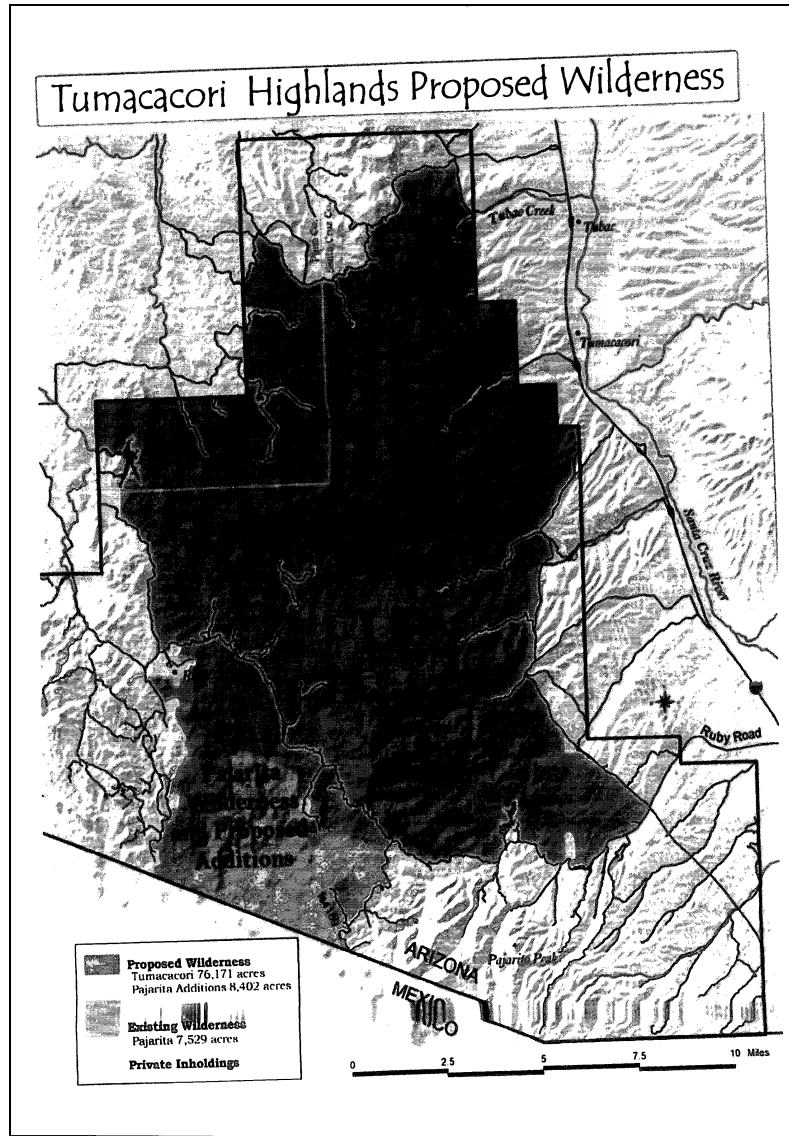 Tumacacori Highlands Proposed Wilderness
Tubac Creek
Tubac
Tumacacori
Santa Cruz River
Ruby Road
Pajarita
Wilderness
and Proposed
Additions
Pajarito Peak
ARIZONA
MEXICO
Proposed Wilderness
Tumacacori 76,171 acres
Pajarita Additions 8,402 acres
Existing Wilderness
Pajarita 7,529 acres
Private Inholdings
0 2.5 5 7.5 10 Miles